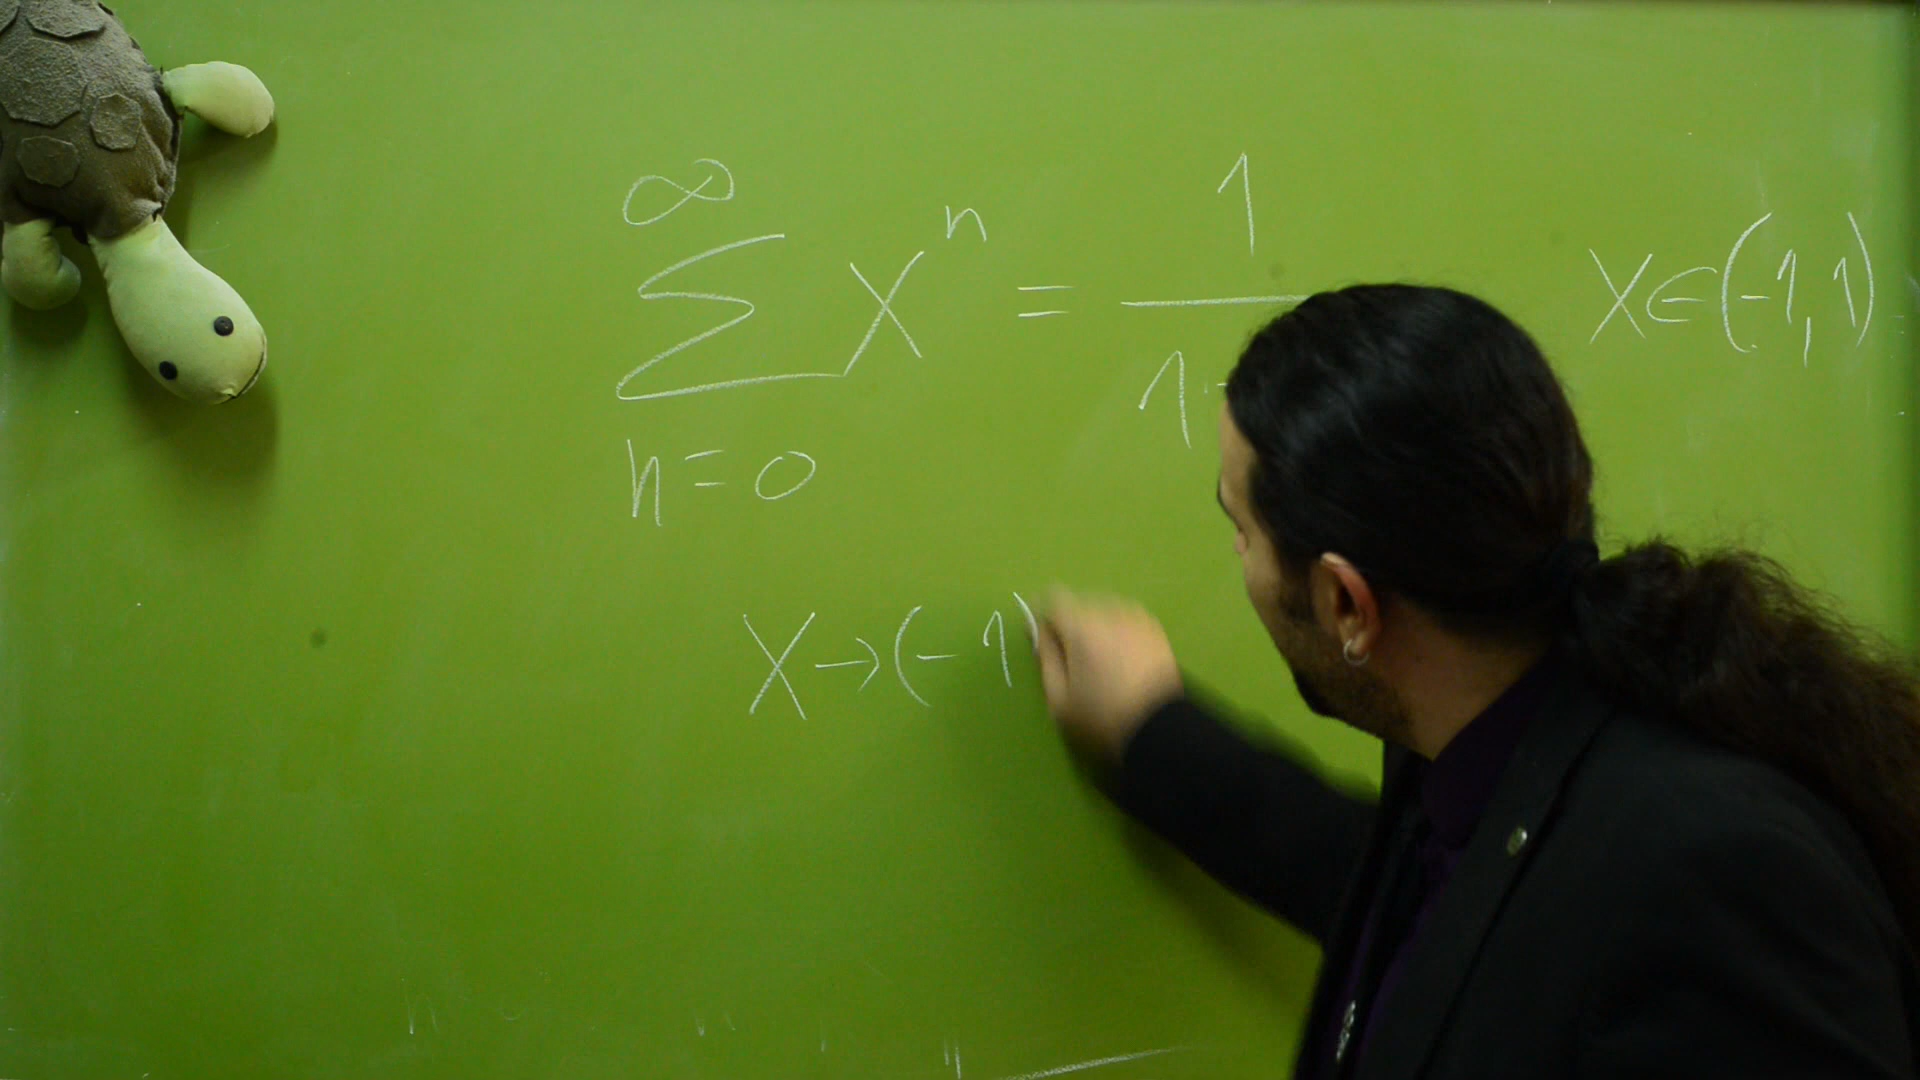 ∞
∑ xⁿ = 1/1- x∈(-1,1)
n=0
x→(-1)